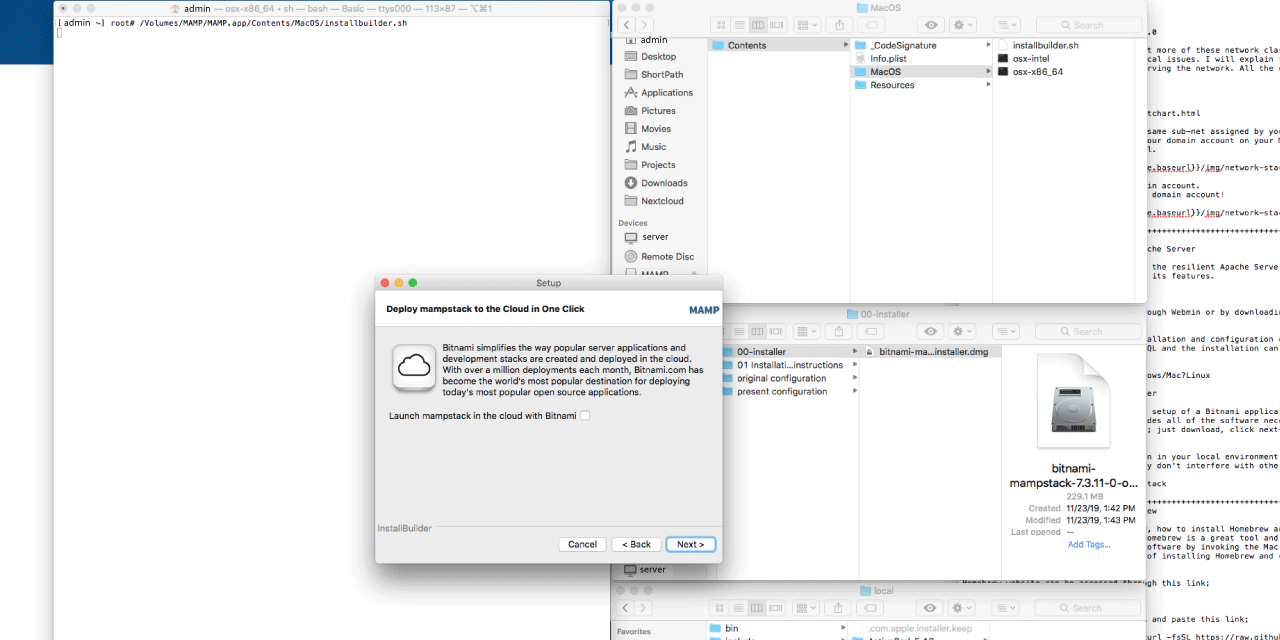 admin — osx-x86_64 • sh — bash — Basic — ttys000 — 113×87 — ⌥⌘1
[ admin ~] root# /Volumes/MAMP/MAMP.app/Contents/MacOS/installbuilder.sh
MacOS
Search
admin
Desktop
ShortPath
Applications
Pictures
Movies
Music
Projects
Downloads
Nextcloud
Devices
server
Remote Disc
MAMP
Contents
_CodeSignature
Info.plist
MacOS
Resources
installbuilder.sh
osx-intel
osx-x86_64
Setup
Deploy mampstack to the Cloud in One Click
MAMP
Bitnami simplifies the way popular server applications and
development stacks are created and deployed in the cloud.
With over a million deployments each month, Bitnami.com has
become the world's most popular destination for deploying
today's most popular open source applications.
Launch mampstack in the cloud with Bitnami
InstallBuilder
Cancel
< Back
Next >
server
00-installer
Search
00-installer
01 Installati...instructions
original configuration
present configuration
bitnami-ma...installer.dmg
bitnami-
mampstack-7.3.11-0-o...
229.1 MB
Created 11/23/19, 1:42 PM
Modified 11/23/19, 1:43 PM
Last opened --
Add Tags...
local
Search
Favorites
bin
include
.com.apple.installer.keep
.0
t more of these network clas
cal issues. I will explain
rving the network. All the
tchart.html
same sub-net assigned by yo
our domain account on your
l.
e.baseurl}}/img/network-stac
in account.
domain account!
e.baseurl}}/img/network-stac
++++++++++++++++++++++++++++
che Server
the resilient Apache Serve
its features.
ough Webmin or by downloadin
allation and configuration
QL and the installation can
ows/Mac?Linux
er
setup of a Bitnami applicat
des all of the software nece
; just download, click next-
n in your local environment
y don't interfere with othe
tack
++++++++++++++++++++++++++++
ew
, how to install Homebrew an
omebrew is a great tool and
oftware by invoking the Mac
of installing Homebrew and
Homebrew website can be accessed through this link;
and paste this link;
url -fsSL https://raw.githu